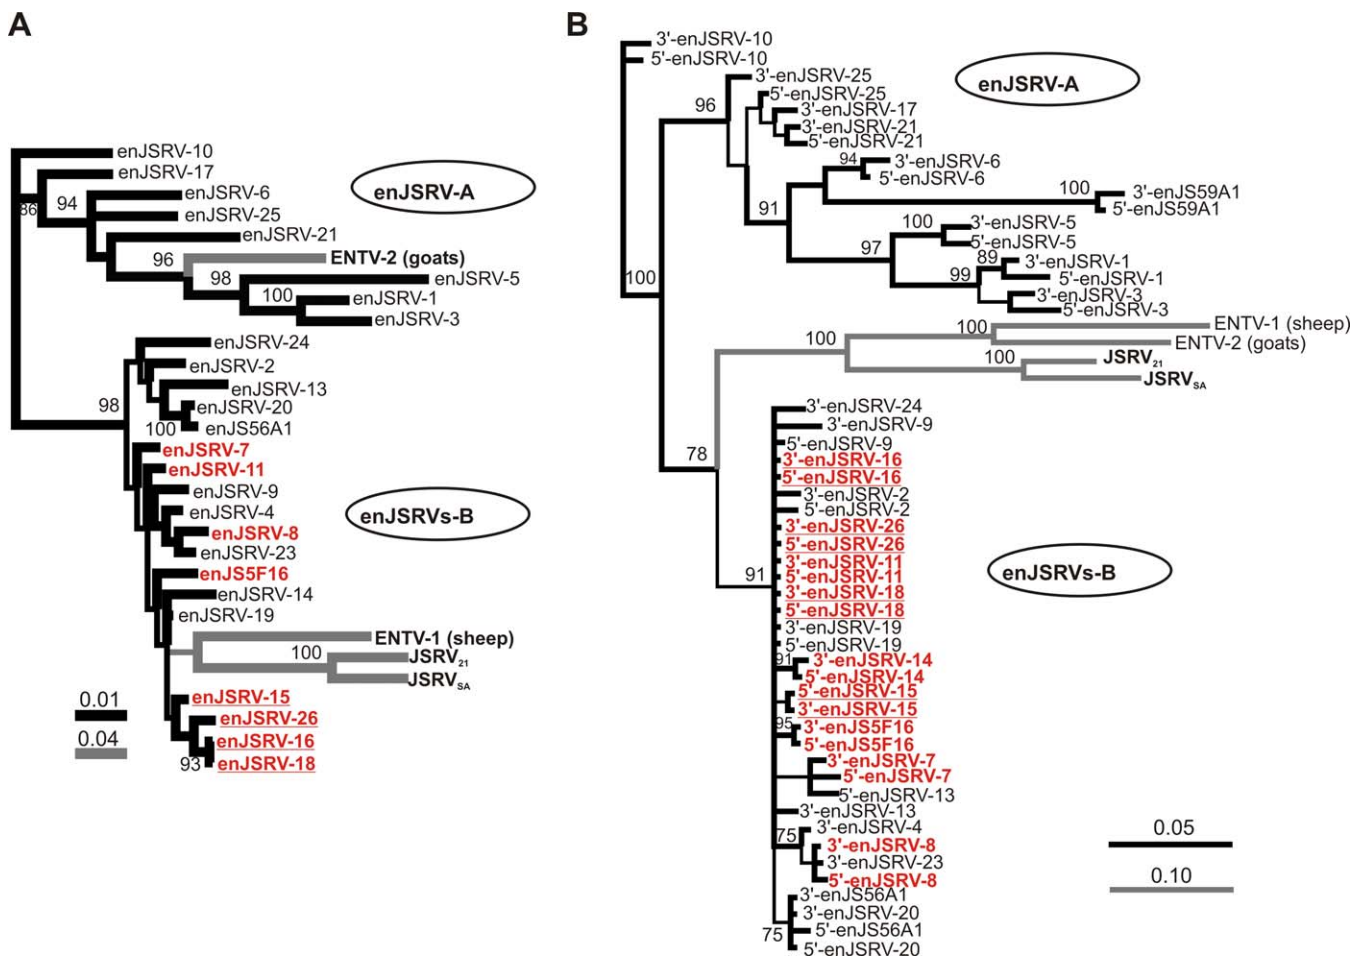 A
enJSRV-10
enJSRV-17
86
94
enJSRV-6
enJSRV-25
enJSRV-21
96
ENTV-2 (goats)
98
enJSRV-5
100
enJSRV-1
enJSRV-3
enJSRV-A
enJSRV-24
enJSRV-2
enJSRV-13
98
enJSRV-20
100
enJS56A1
enJSRV-7
enJSRV-11
enJSRV-9
enJSRV-4
enJSRV-8
enJSRV-23
enJS5F16
enJSRV-14
enJSRV-19
enJSRVs-B
ENTV-1 (sheep)
100
JSRV21
JSRVSA
enJSRV-15
enJSRV-26
enJSRV-16
93
enJSRV-18
0.01
0.04
B
3'-enJSRV-10
5'-enJSRV-10
3'-enJSRV-25
96
5'-enJSRV-25
3'-enJSRV-17
3'-enJSRV-21
5'-enJSRV-21
94
3'-enJSRV-6
5'-enJSRV-6
100
3'-enJS59A1
5'-enJS59A1
91
100
3'-enJSRV-5
5'-enJSRV-5
97
89
3'-enJSRV-1
99
5'-enJSRV-1
3'-enJSRV-3
5'-enJSRV-3
enJSRV-A
100
100
100
ENTV-1 (sheep)
ENTV-2 (goats)
100
JSRV21
JSRVSA
78
3'-enJSRV-24
3'-enJSRV-9
5'-enJSRV-9
3'-enJSRV-16
5'-enJSRV-16
3'-enJSRV-2
5'-enJSRV-2
3'-enJSRV-26
5'-enJSRV-26
3'-enJSRV-11
91
5'-enJSRV-11
3'-enJSRV-18
5'-enJSRV-18
3'-enJSRV-19
5'-enJSRV-19
91
3'-enJSRV-14
5'-enJSRV-14
5'-enJSRV-15
3'-enJSRV-15
95
3'-enJS5F16
5'-enJS5F16
3'-enJSRV-7
5'-enJSRV-7
5'-enJSRV-13
3'-enJSRV-13
75
3'-enJSRV-4
3'-enJSRV-8
3'-enJSRV-23
5'-enJSRV-8
3'-enJS56A1
3'-enJSRV-20
75
5'-enJS56A1
5'-enJSRV-20
enJSRVs-B
0.05
0.10